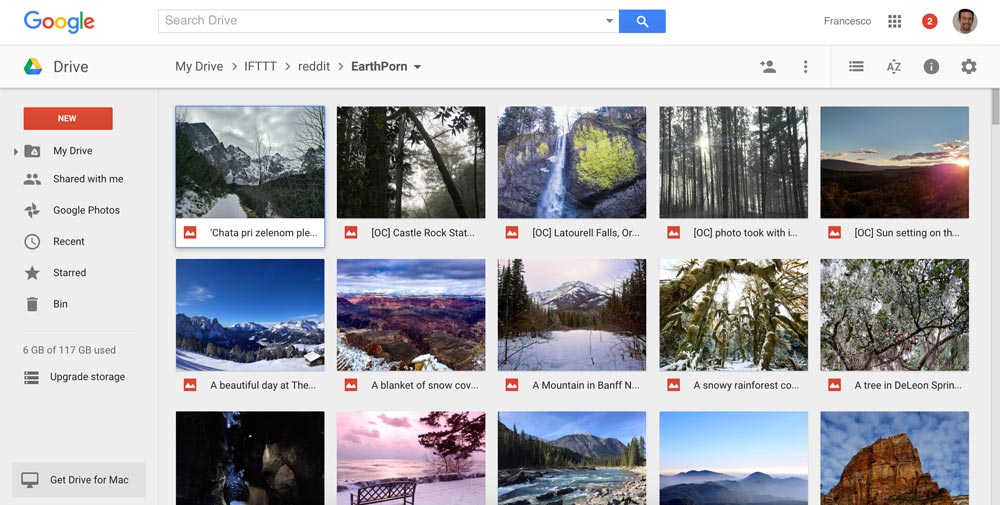 Google
Search Drive
Francesco
2
Drive
My Drive > IFTTT > reddit > EarthPorn
AZ
NEW
My Drive
Shared with me
Google Photos
Recent
Starred
Bin
6 GB of 117 GB used
Upgrade storage
Get Drive for Mac
'Chata pri zelenom ple...
[OC] Castle Rock Stat...
[OC] Latourell Falls, Or...
[OC] photo took with i...
[OC] Sun setting on th...
A beautiful day at The...
A blanket of snow cov...
A Mountain in Banff N...
A snowy rainforest co...
A tree in DeLeon Sprin...